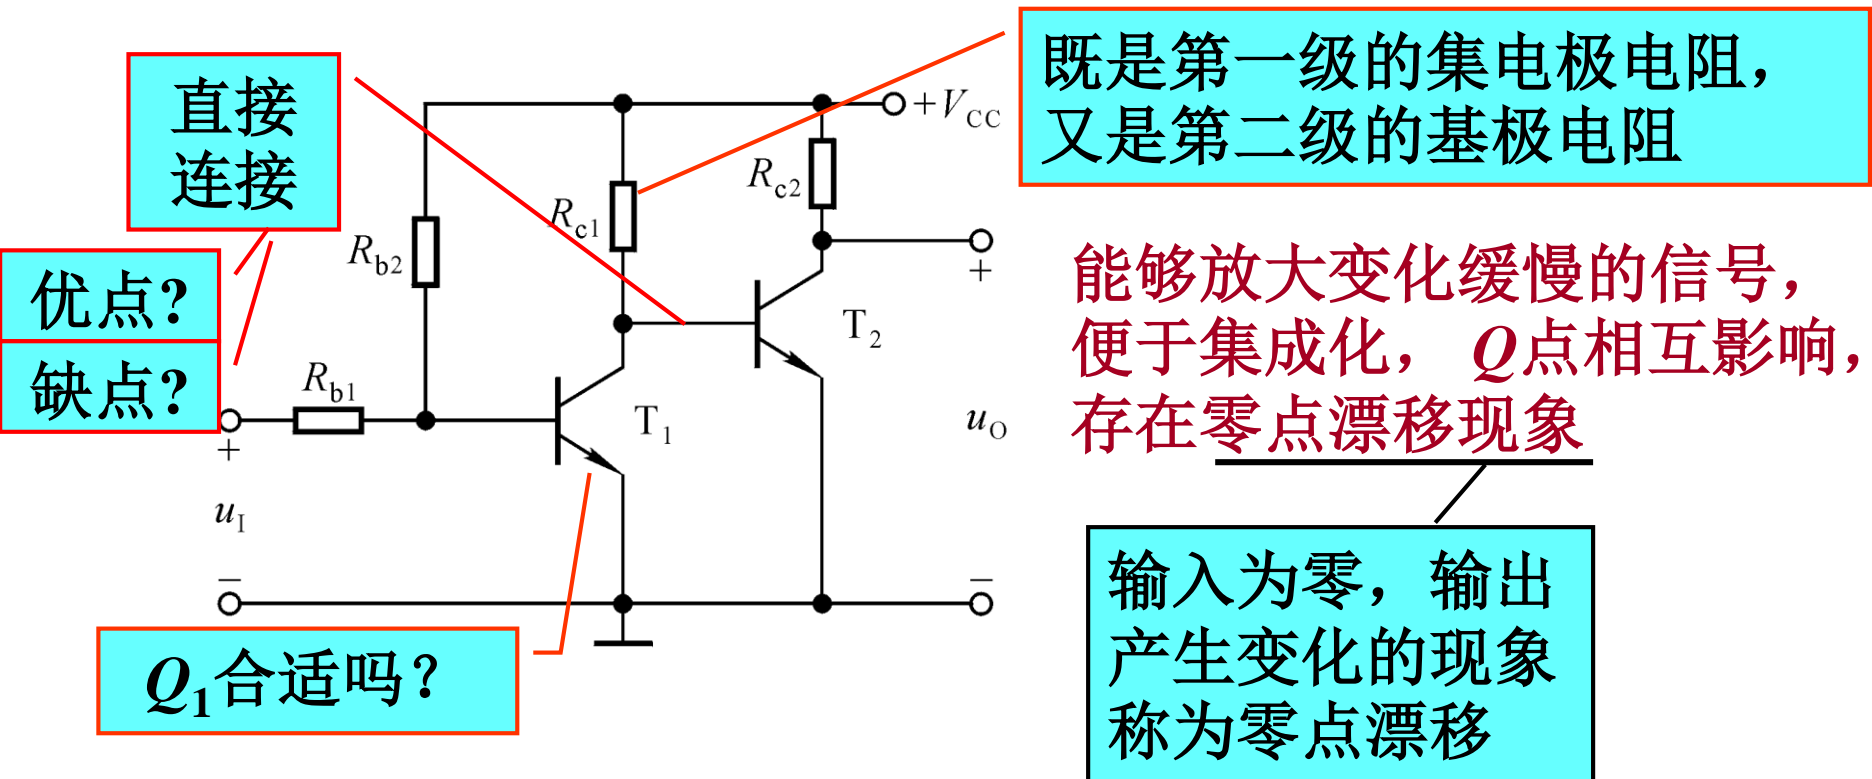 直接
连接
优点?
缺点?
既是第一级的集电极电阻，
又是第二级的基极电阻
+VCC
Rc2
Rc1
Rb2
Rb1
T1
T2
+
+
uI
uO
−
−
能够放大变化缓慢的信号，
便于集成化， Q点相互影响，
存在零点漂移现象
输入为零，输出
产生变化的现象
称为零点漂移
Q1合适吗？